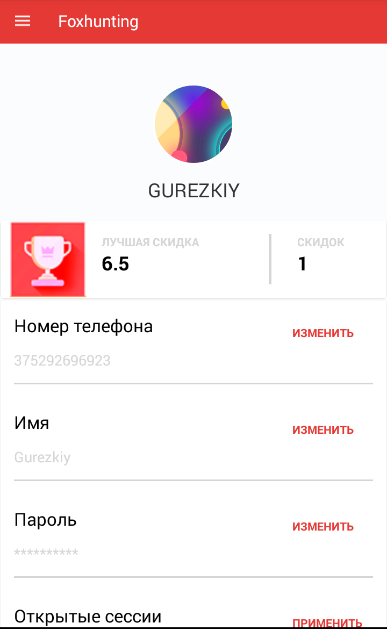 Foxhunting
GUREZKIY
ЛУЧШАЯ СКИДКА
6.5
СКИДОК
1
Номер телефона
ИЗМЕНИТЬ
375292696923
Имя
ИЗМЕНИТЬ
Gurezkiy
Пароль
ИЗМЕНИТЬ
**********
Открытые сессии
ПРИМЕНИТЬ